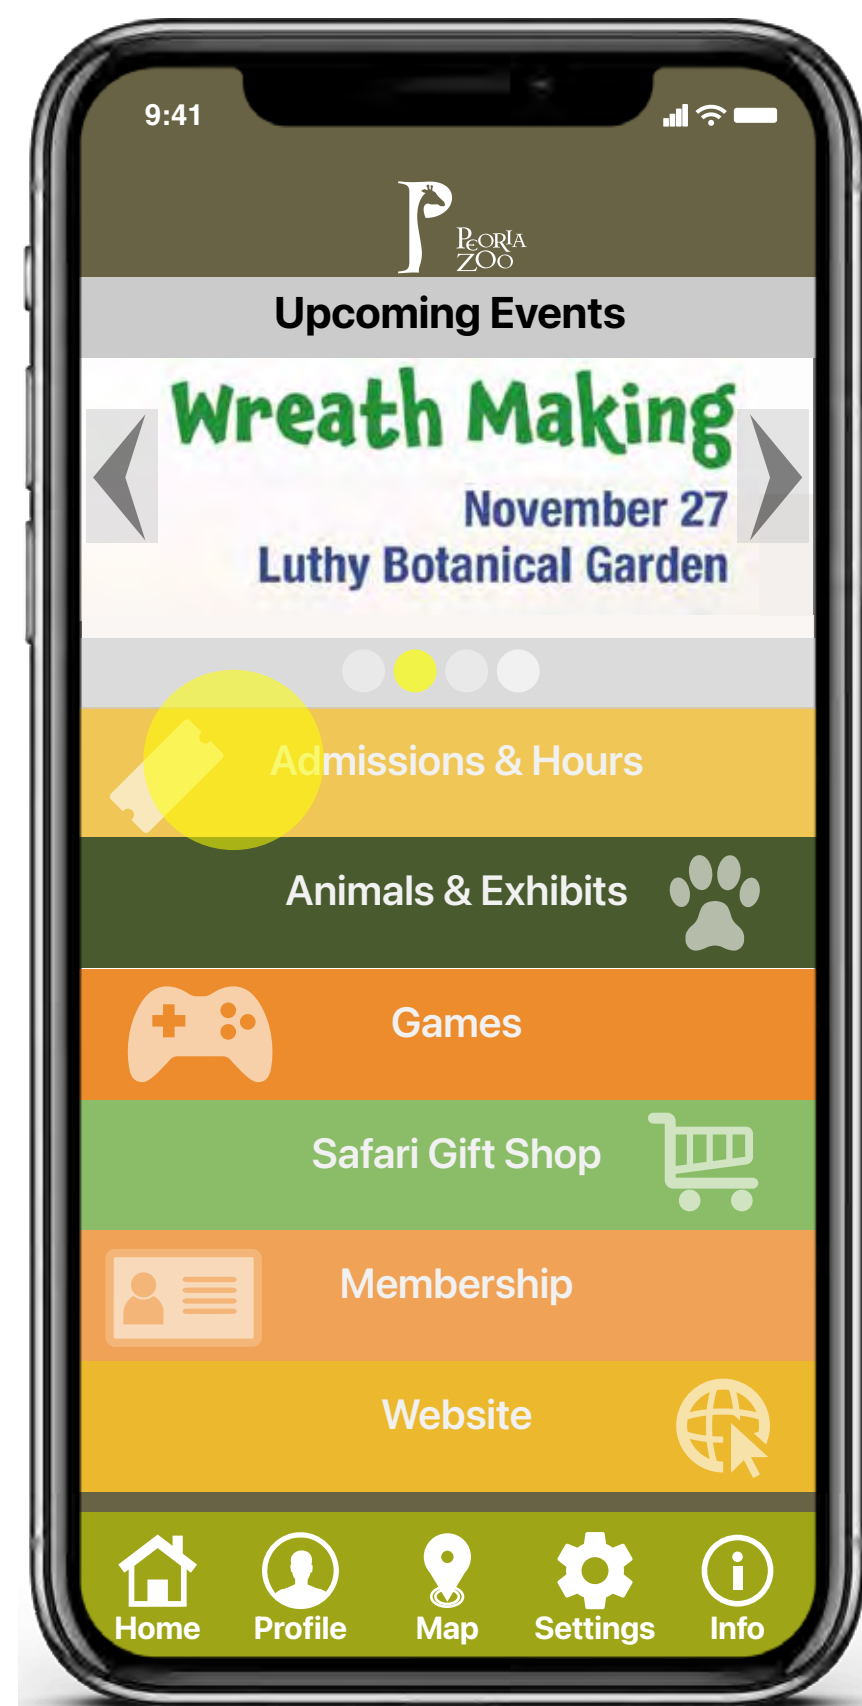 9:41
PEORIA
ZOO
Upcoming Events
Wreath Making
November 27
Luthy Botanical Garden
Admissions & Hours
Animals & Exhibits
Games
Safari Gift Shop
Membership
Website
Home Profile Map Settings Info